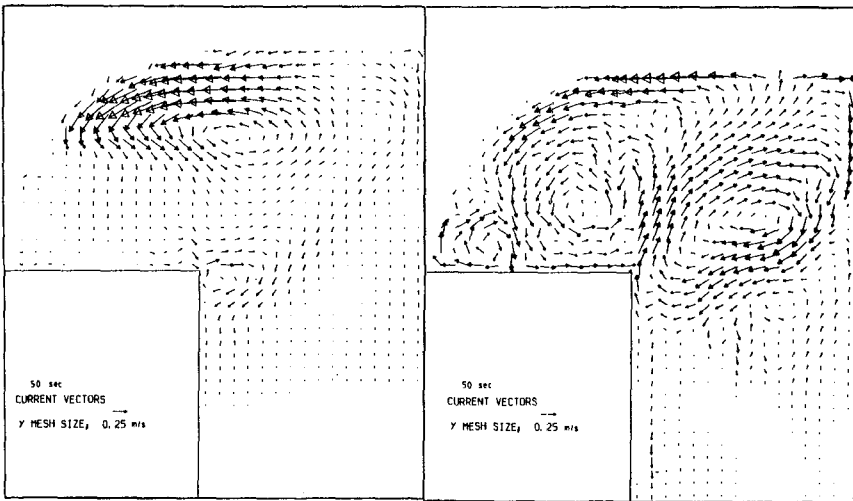 50 sec
CURRENT VECTORS
Y MESH SIZE; 0.25 m/s
50 sec
CURRENT VECTORS
Y MESH SIZE; 0.25 m/s